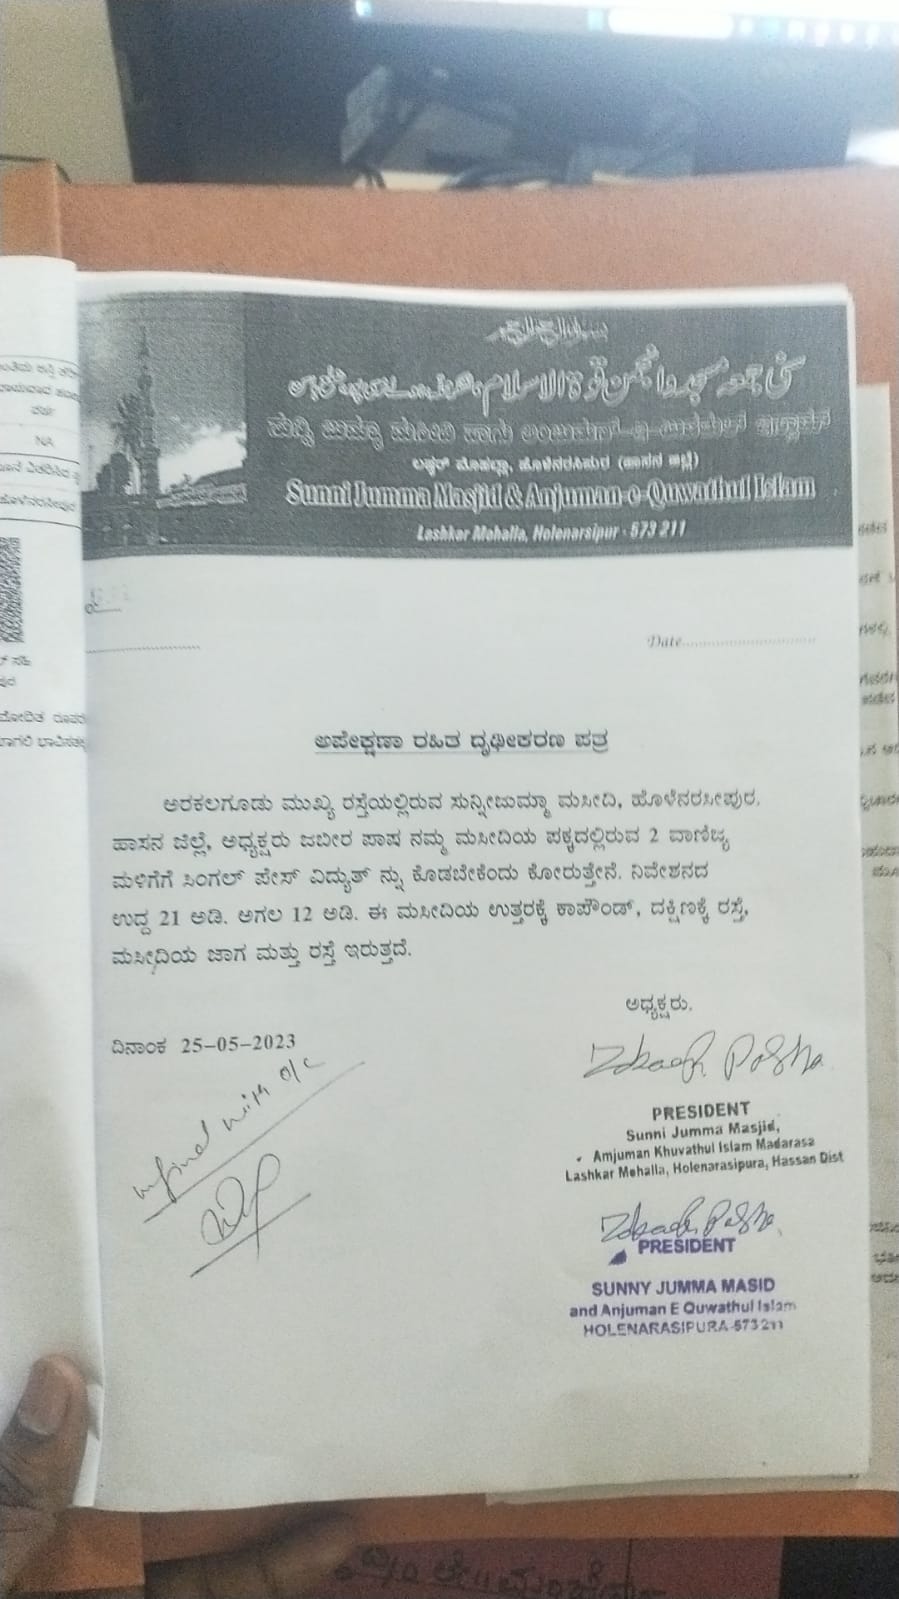 ಸುನ್ನಿ ಜುಮ್ಮಾ ಮಸೀದಿ ಹಾಗು ಅಂಜುಮನ್-ಎ-
ಲಷ್ಕರ್ ಮೊಹಲ್ಲಾ, ಹೊಳೆನರಸಿಪುರ (ಹಾಸನ ಜಿಲ್ಲೆ)
Sunni Jumma Masjid & Anjuman-e-Quwathul Islam
Lashkar Mohalla, Holenarsipur - 573 211
Date
ಅಪೇಕ್ಷಣಾ ರಹಿತ ದೃಢೀಕರಣ ಪತ್ರ
ಅರಕಲಗೂಡು ಮುಖ್ಯ ರಸ್ತೆಯಲ್ಲಿರುವ ಸುನ್ನೀಜುಮ್ಮಾ ಮಸೀದಿ, ಹೊಳೆನರಸೀಪುರ.
ಹಾಸನ ಜಿಲ್ಲೆ, ಅಧ್ಯಕ್ಷರು ಜಬೀರ ಪಾಷ ನಮ್ಮ ಮಸೀದಿಯ ಪಕ್ಕದಲ್ಲಿರುವ 2 ವಾಣಿಜ್ಯ
ಮಳಿಗೆಗೆ ಸಿಂಗಲ್ ಪೇಸ್ ವಿದ್ಯುತ್ ನ್ನು ಕೊಡಬೇಕೆಂದು ಕೋರುತ್ತೇನೆ. ನಿವೇಶನದ
ಉದ್ದ 21 ಅಡಿ. ಅಗಲ 12 ಅಡಿ. ಈ ಮಸೀದಿಯ ಉತ್ತರಕ್ಕೆ ಕಾಪೌಂಡ್, ದಕ್ಷಿಣಕ್ಕೆ ರಸ್ತೆ,
ಮಸೀದಿಯ ಜಾಗ ಮತ್ತು ರಸ್ತೆ ಇರುತ್ತದೆ.
ಅಧ್ಯಕ್ಷರು.
ದಿನಾಂಕ 25-05-2023
with o/c
PRESIDENT
Sunni Jumma Masjid,
Amjuman Khuvathul Islam Madarasa
Lashkar Mehalla, Holenarasipura, Hassan Dist
PRESIDENT
SUNNY JUMMA MASID
and Anjuman E Quwathul Islam
HOLENARASIPURA-573211
NA